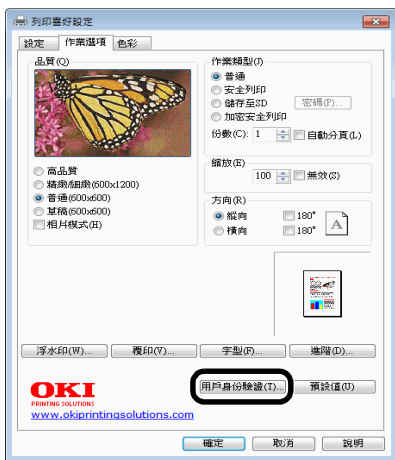 列印喜好設定
設定 作業選項 色彩
品質(Q)
高品質
精緻/細緻(600x1200)
普通(600x600)
草稿(600x600)
相片模式(H)
作業類型(J)
普通
安全列印
儲存至SD 密碼(P)...
加密安全列印
份數(C): 1 自動分頁(L)
縮放(E)
100 無效(S)
方向(R)
縱向 180°
橫向 180° A
浮水印(W)... 覆印(V)... 字型(F)... 進階(D)...
用戶身份驗證(T)... 預設值(U)
OKI
PRINTING SOLUTIONS
www.okiprintingsolutions.com
確定 取消 說明